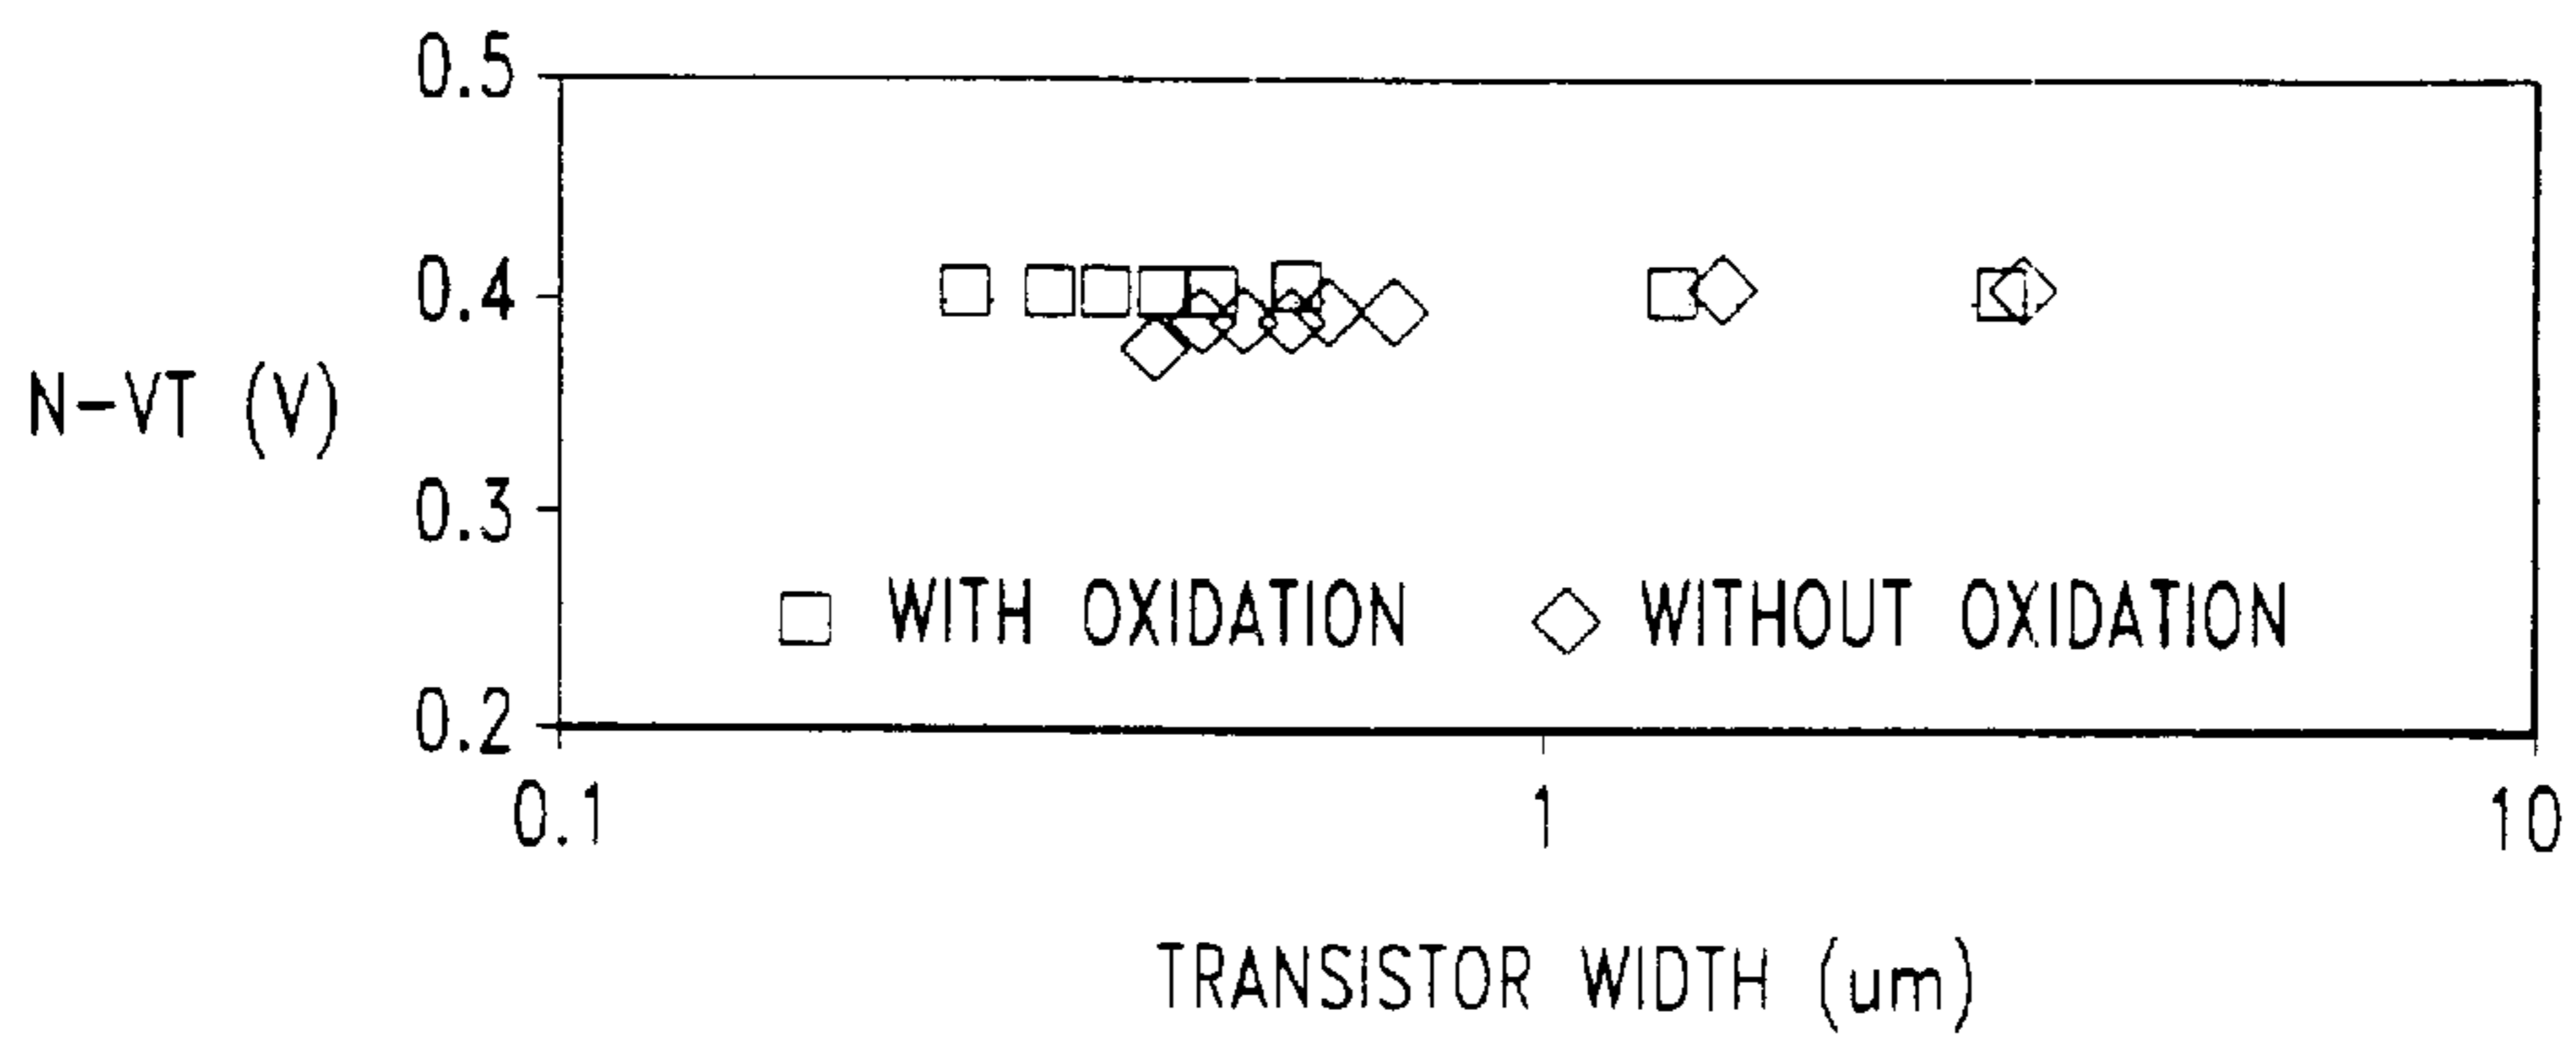 0.5
0.4
N-VT (V)
0.3
WITH OXIDATION WITHOUT OXIDATION
0.2
0.1 1 10
TRANSISTOR WIDTH (um)